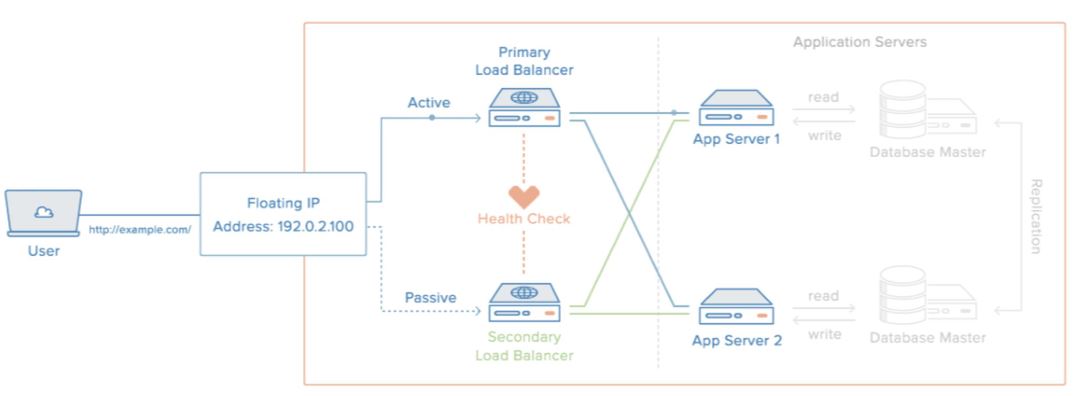 Application Servers
Primary
Load Balancer
Active
App Server 1
read
write
Database Master
Floating IP
Address: 192.0.2.100
http://example.com/
User
Health Check
Replication
Passive
Secondary
Load Balancer
App Server 2
read
write
Database Master